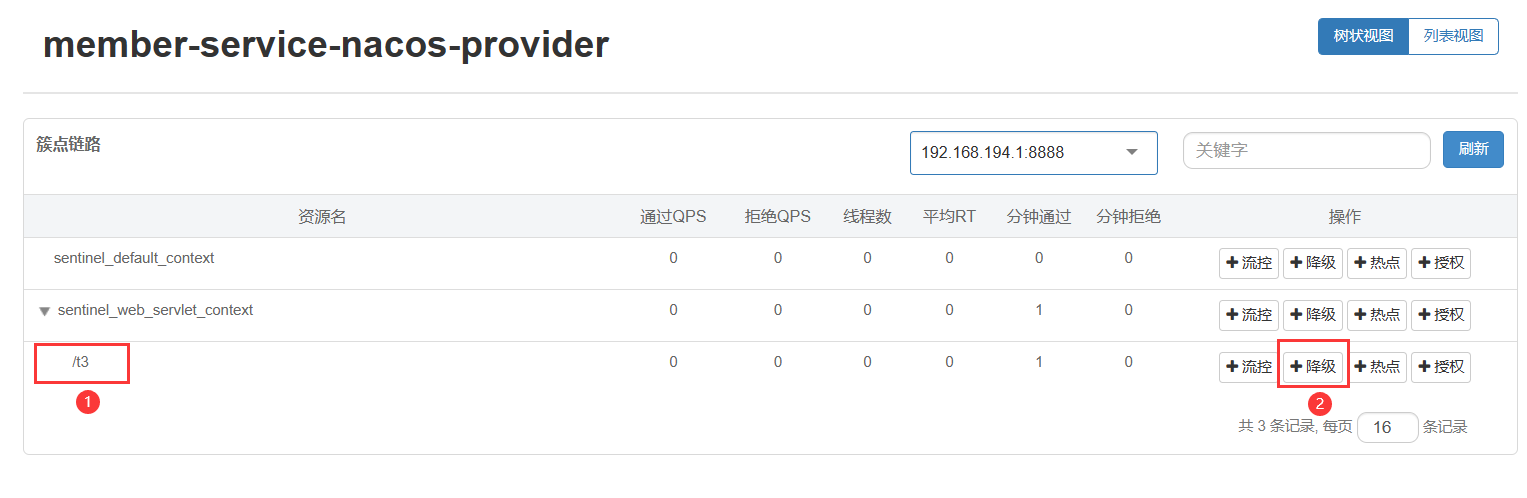 member-service-nacos-provider
树状视图 列表视图
簇点链路
192.168.194.1:8888
关键字
刷新
资源名 通过QPS 拒绝QPS 线程数 平均RT 分钟通过 分钟拒绝 操作
sentinel_default_context 0 0 0 0 0 0 流控 降级 热点 授权
sentinel_web_servlet_context 0 0 0 0 1 0 流控 降级 热点 授权
/t3 0 0 0 0 1 0 流控 降级 热点 授权
1
2
共 3 条记录, 每页 16 条记录